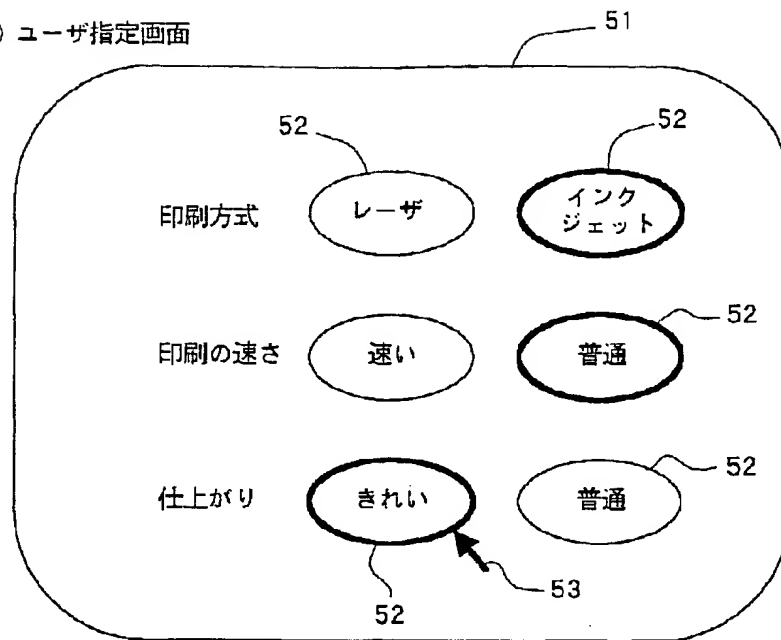 ) ユーザ指定画面
51
52
52
印刷方式
レーザ
インク
ジェット
52
印刷の速さ
速い
普通
52
仕上がり
きれい
普通
53
52